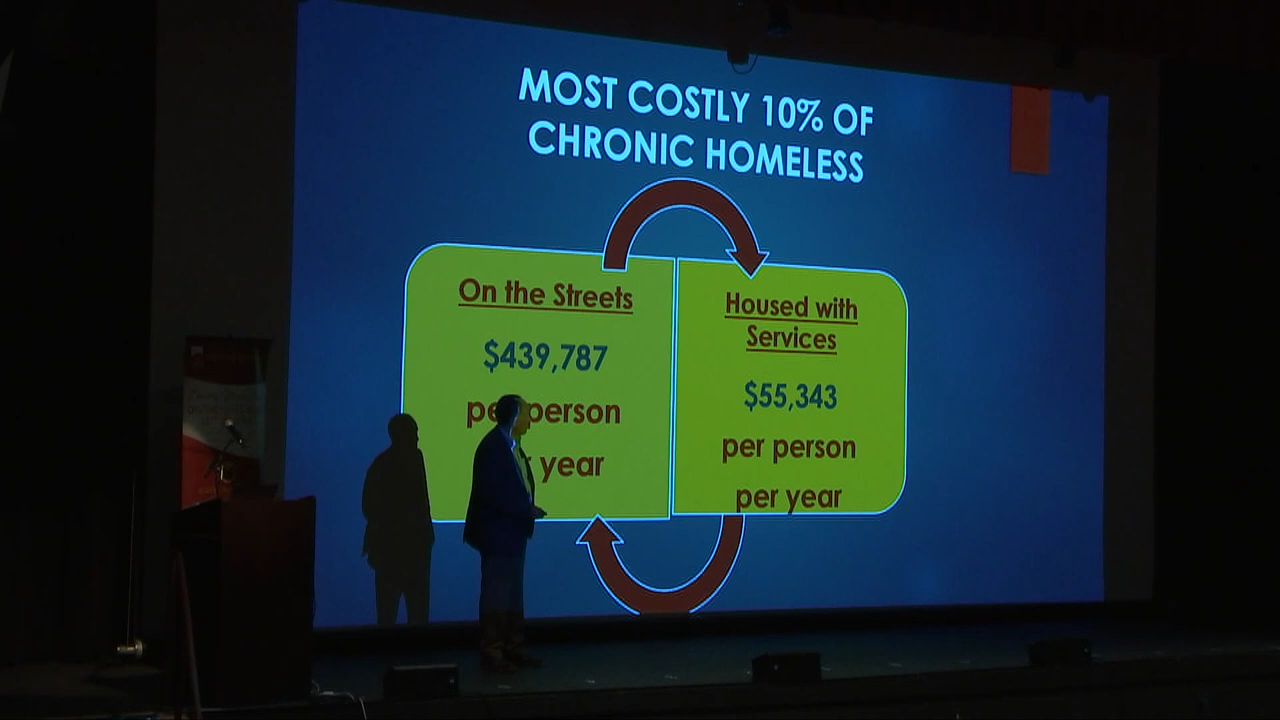 MOST COSTLY 10% OF
CHRONIC HOMELESS
On the Streets
$439,787
per person
year
Housed with
Services
$55,343
per person
per year